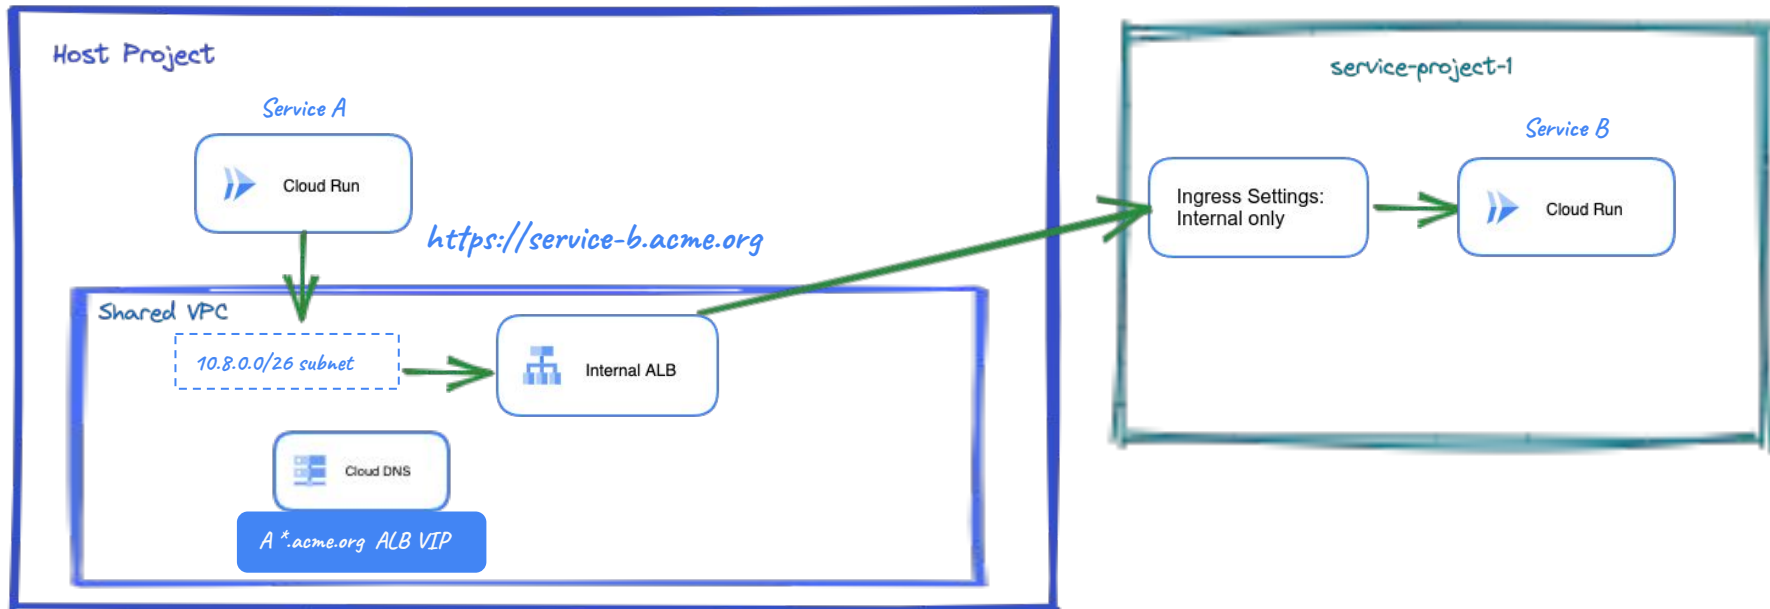 Host Project
Service A
Cloud Run
https://service-b.acme.org
Shared VPC
10.8.0.0/26 subnet
Internal ALB
Cloud DNS
A *.acme.org ALB VIP
service-project-1
Service B
Ingress Settings:
Internal only
Cloud Run